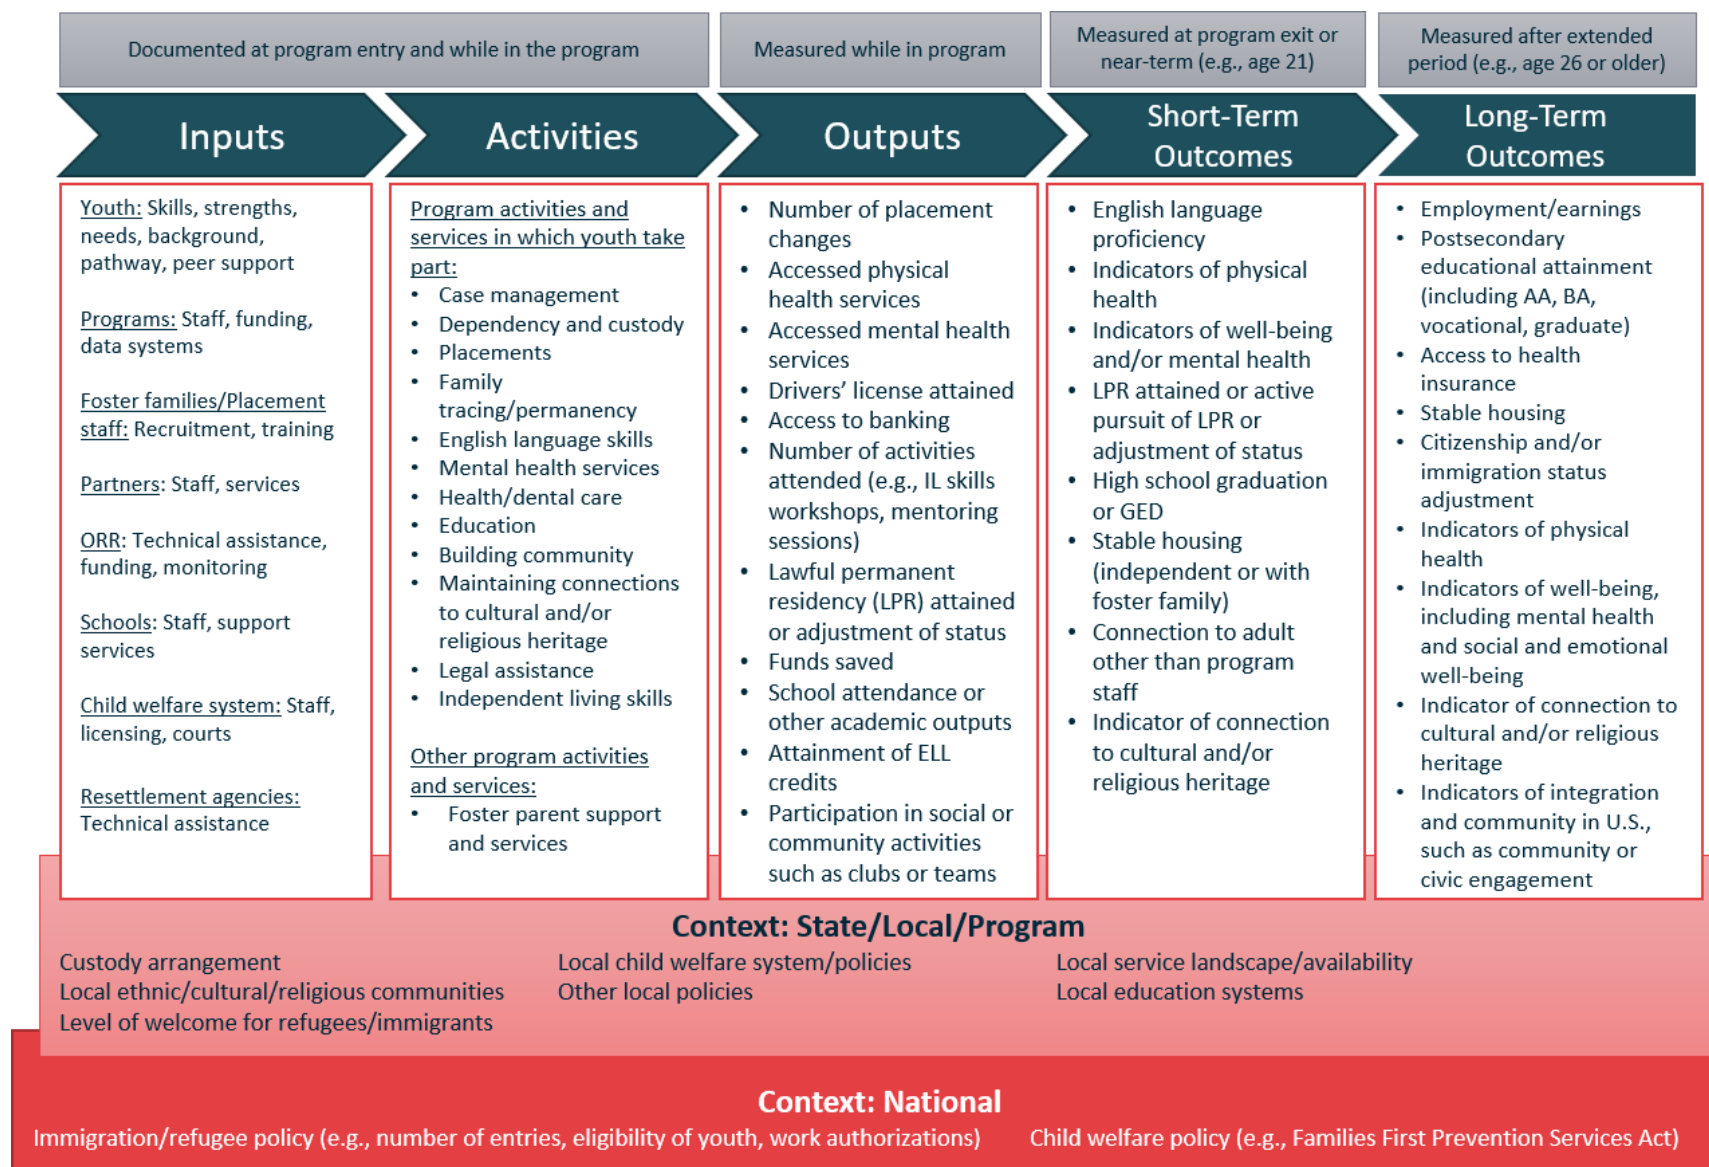 Documented at program entry and while in the program
Measured while in program
Measured at program exit or
near-term (e.g., age 21)
Measured after extended
period (e.g., age 26 or older)
Inputs
Activities
Outputs
Short-Term
Outcomes
Long-Term
Outcomes
Youth: Skills, strengths,
needs, background,
pathway, peer support
Programs: Staff, funding,
data systems
Foster families/Placement
staff: Recruitment, training
Partners: Staff, services
ORR: Technical assistance,
funding, monitoring
Schools: Staff, support
services
Child welfare system: Staff,
licensing, courts
Resettlement agencies:
Technical assistance
Program activities and
services in which youth take
part:
• Case management
• Dependency and custody
• Placements
• Family
tracing/permanency
• English language skills
• Mental health services
• Health/dental care
• Education
• Building community
• Maintaining connections
to cultural and/or
religious heritage
• Legal assistance
• Independent living skills
Other program activities
and services:
• Foster parent support
and services
• Number of placement
changes
• Accessed physical
health services
• Accessed mental health
services
• Drivers’ license attained
• Access to banking
• Number of activities
attended (e.g., IL skills
workshops, mentoring
sessions)
• Lawful permanent
residency (LPR) attained
or adjustment of status
• Funds saved
• School attendance or
other academic outputs
• Attainment of ELL
credits
• Participation in social or
community activities
such as clubs or teams
• English language
proficiency
• Indicators of physical
health
• Indicators of well-being
and/or mental health
• LPR attained or active
pursuit of LPR or
adjustment of status
• High school graduation
or GED
• Stable housing
(independent or with
foster family)
• Connection to adult
other than program
staff
• Indicator of connection
to cultural and/or
religious heritage
• Employment/earnings
• Postsecondary
educational attainment
(including AA, BA,
vocational, graduate)
• Access to health
insurance
• Stable housing
• Citizenship and/or
immigration status
adjustment
• Indicators of physical
health
• Indicators of well-being,
including mental health
and social and emotional
well-being
• Indicator of connection to
cultural and/or religious
heritage
• Indicators of integration
and community in U.S.,
such as community or
civic engagement
Context: State/Local/Program
Custody arrangement
Local ethnic/cultural/religious communities
Level of welcome for refugees/immigrants
Local child welfare system/policies
Other local policies
Local service landscape/availability
Local education systems
Context: National
Immigration/refugee policy (e.g., number of entries, eligibility of youth, work authorizations)
Child welfare policy (e.g., Families First Prevention Services Act)